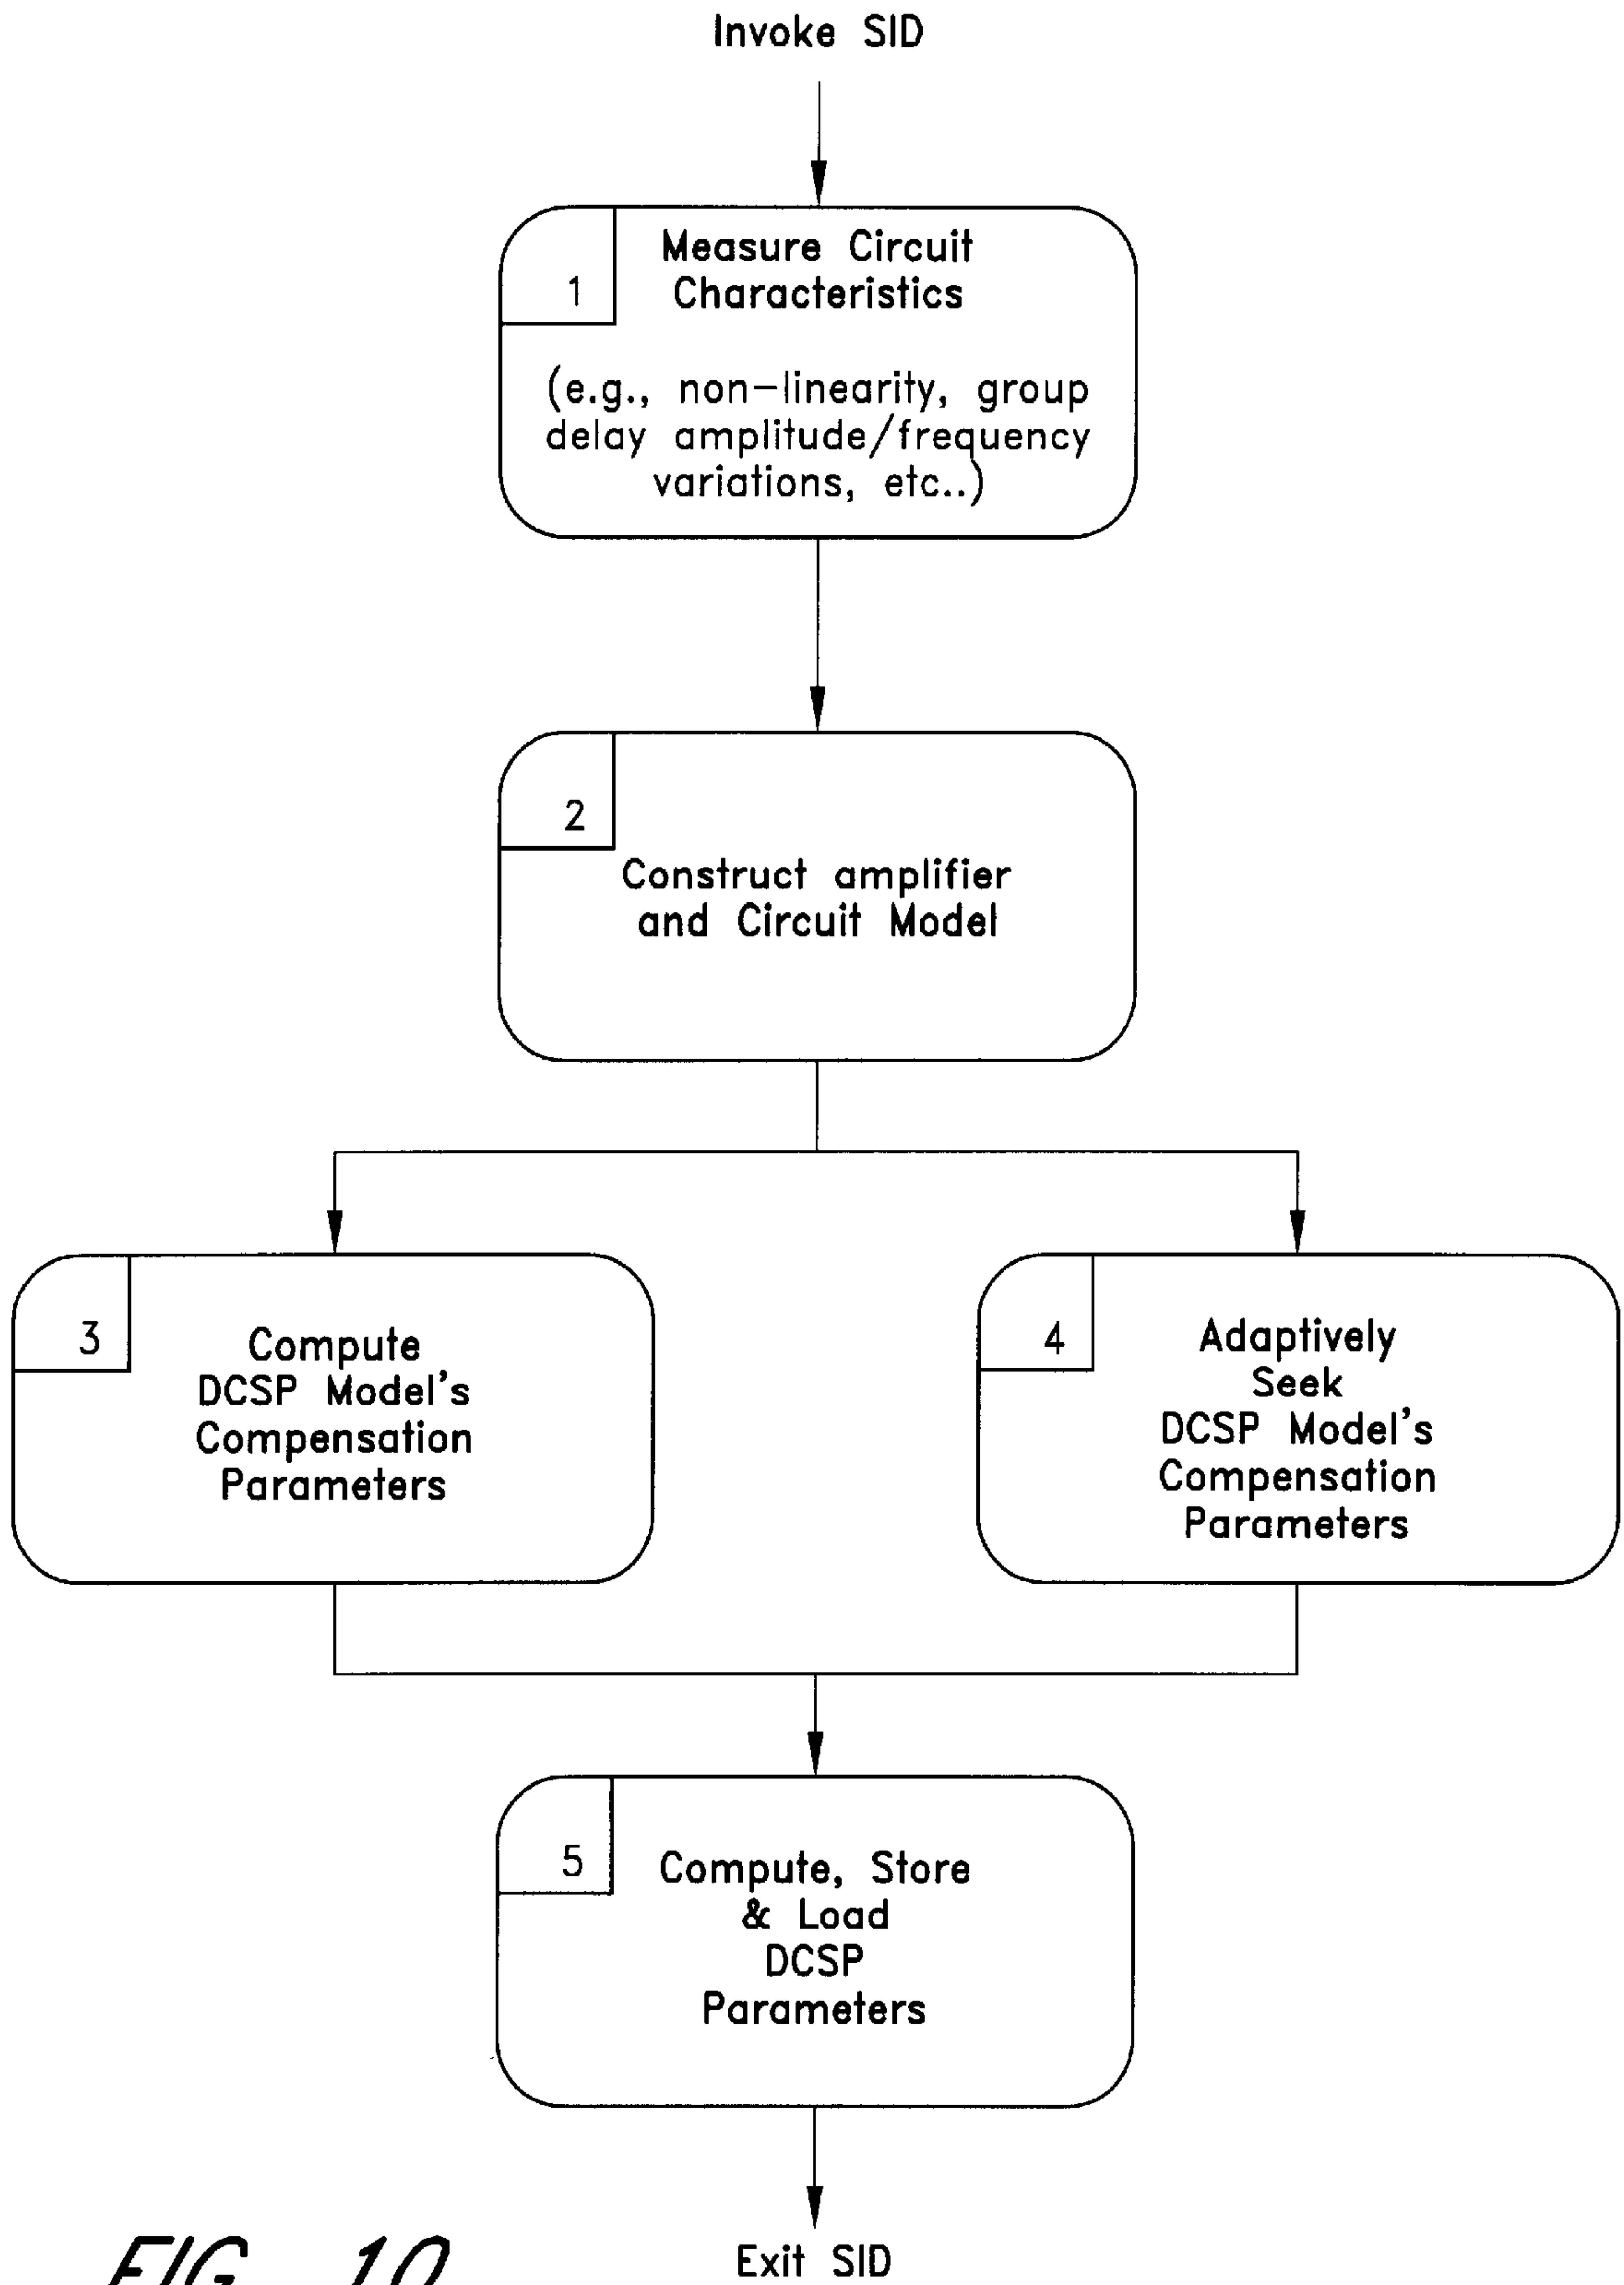 Invoke SID
1
Measure Circuit
Characteristics
(e.g., non-linearity, group
delay amplitude/frequency
variations, etc..)
2
Construct amplifier
and Circuit Model
3
Compute
DCSP Model's
Compensation
Parameters
4
Adaptively
Seek
DCSP Model's
Compensation
Parameters
5
Compute, Store
& Load
DCSP
Parameters
Exit SID
FIG. 10